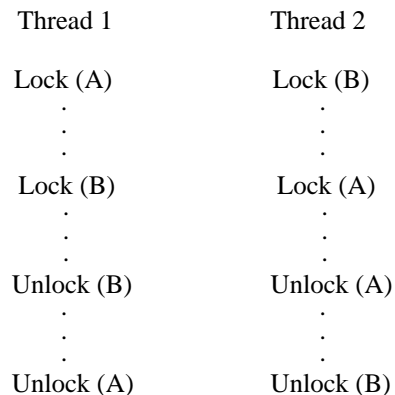 Thread 1 Thread 2
Lock (A) Lock (B)
. .
. .
. .
Lock (B) Lock (A)
. .
. .
. .
Unlock (B) Unlock (A)
. .
. .
. .
Unlock (A) Unlock (B)